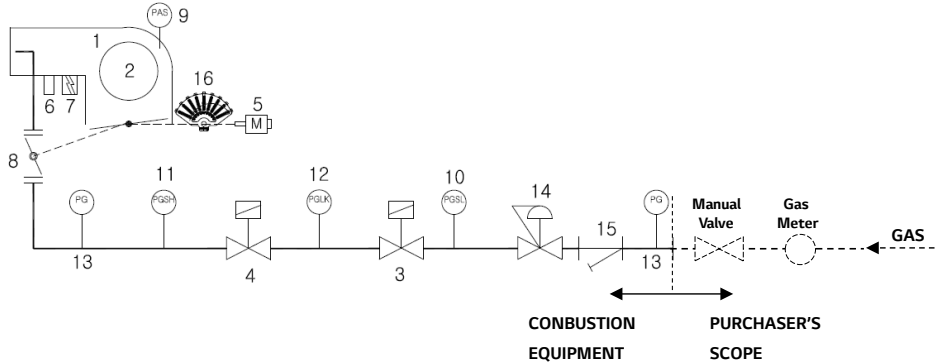 PAS
9
1
2
16
5
M
6
7
8
PG
11
PGSH
12
PGLK
10
PGSL
14
15
PG
Manual
Valve
Gas
Meter
GAS
13
4
3
13
CONBUSTION
EQUIPMENT
PURCHASER'S
SCOPE